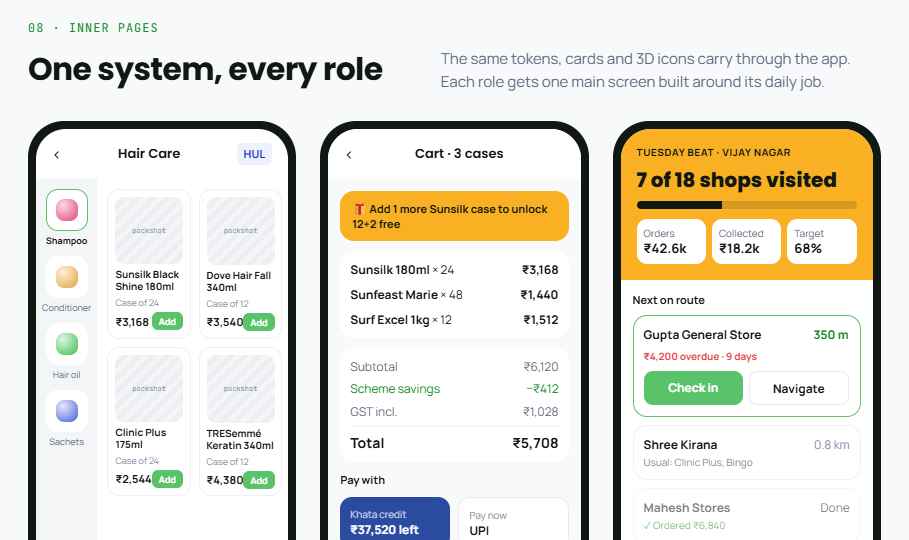 08 · INNER PAGES
One system, every role
The same tokens, cards and 3D icons carry through the app.
Each role gets one main screen built around its daily job.
‹
Hair Care
HUL
Shampoo
Conditioner
Hair oil
Sachets
packshot
Sunsilk Black
Shine 180ml
Case of 24
₹3,168
Add
packshot
Dove Hair Fall
340ml
Case of 12
₹3,540
Add
packshot
Clinic Plus
175ml
Case of 24
₹2,544
Add
packshot
TRESemmé
Keratin 340ml
Case of 12
₹4,380
Add
‹
Cart · 3 cases
Add 1 more Sunsilk case to unlock
12+2 free
Sunsilk 180ml × 24 ₹3,168
Sunfeast Marie × 48 ₹1,440
Surf Excel 1kg × 12 ₹1,512
Subtotal ₹6,120
Scheme savings −₹412
GST incl. ₹1,028
Total ₹5,708
Pay with
Khata credit
₹37,520 left
Pay now
UPI
TUESDAY BEAT · VIJAY NAGAR
7 of 18 shops visited
Orders
₹42.6k
Collected
₹18.2k
Target
68%
Next on route
Gupta General Store 350 m
₹4,200 overdue · 9 days
Check in
Navigate
Shree Kirana 0.8 km
Usual: Clinic Plus, Bingo
Mahesh Stores Done
✓ Ordered ₹6,840